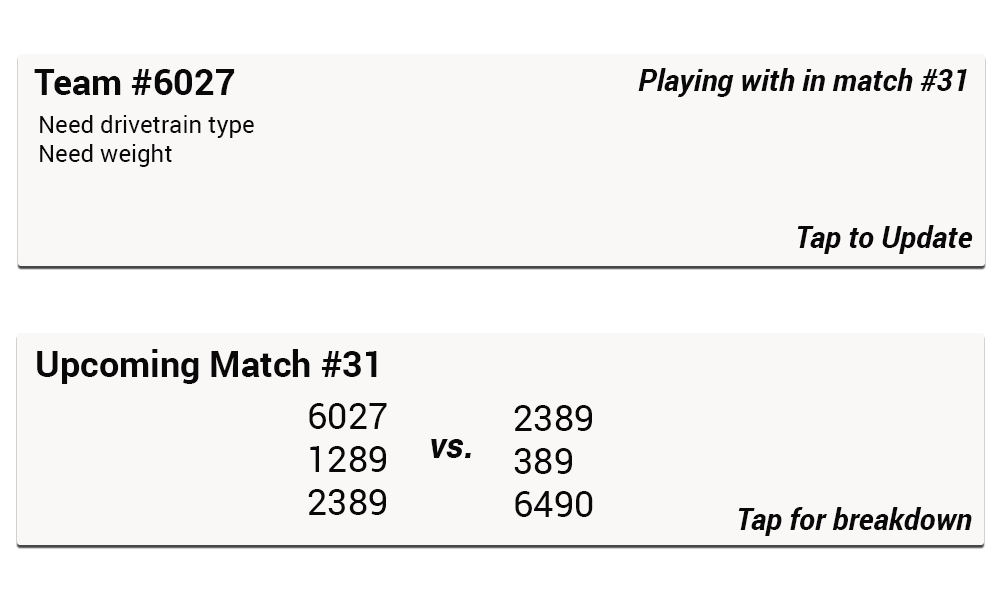 Team #6027
Playing with in match #31
Need drivetrain type
Need weight
Tap to Update
Upcoming Match #31
6027
1289
2389
vs.
2389
389
6490
Tap for breakdown